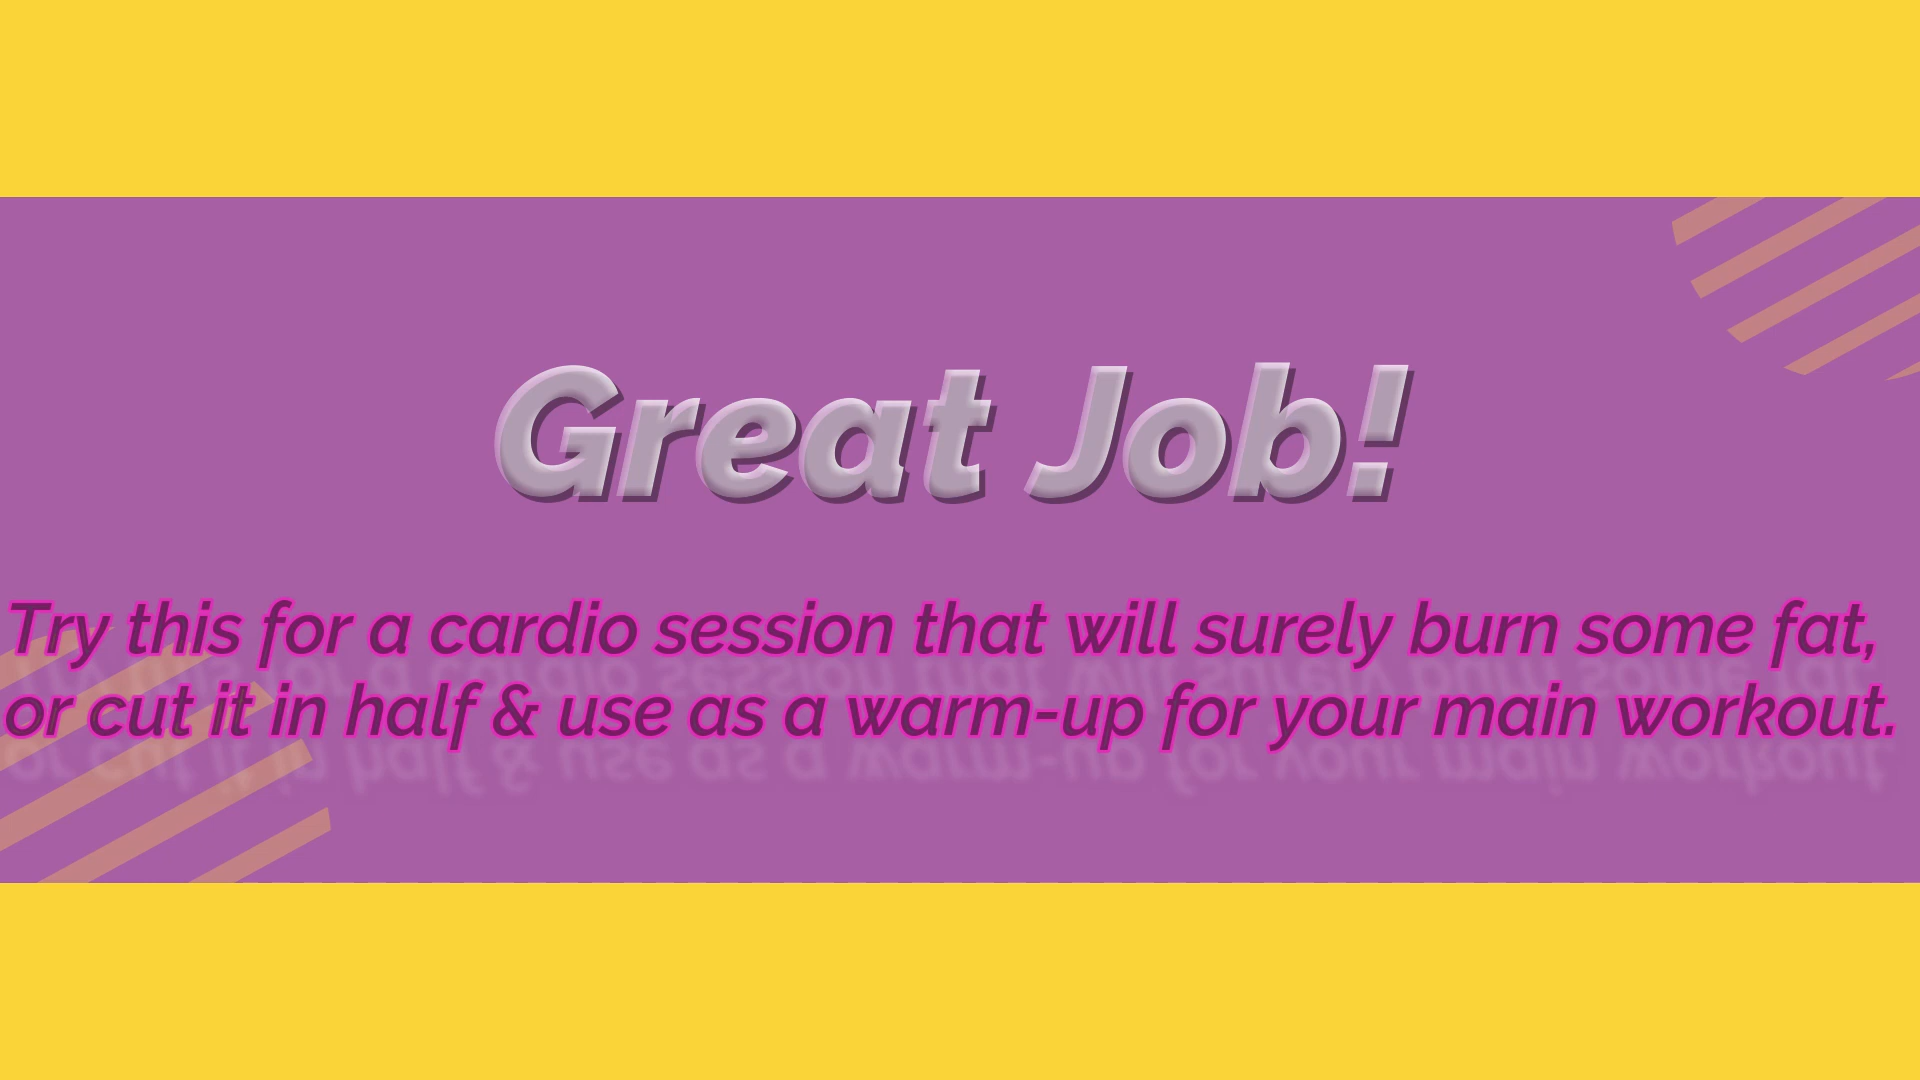 Great Job!
Try this for a cardio session that will surely burn some fat,
or cut it in half & use as a warm-up for your main workout.